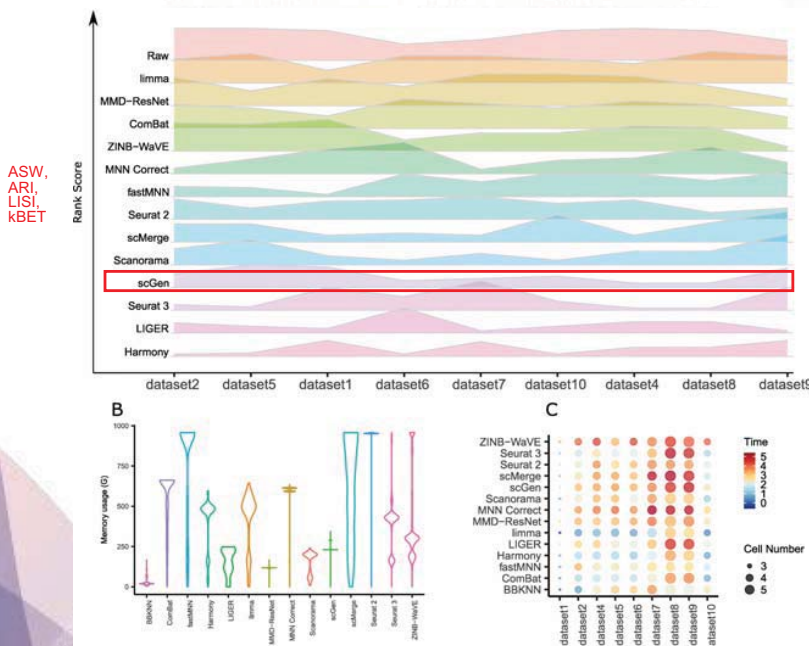 ASW,
ARI,
LISI,
kBET
Rank Score
Raw
limma
MMD-ResNet
ComBat
ZINB-WaVE
MNN Correct
fastMNN
Seurat 2
scMerge
Scanorama
scGen
Seurat 3
LIGER
Harmony
dataset2 dataset5 dataset1 dataset6 dataset7 dataset10 dataset4 dataset8 dataset9
B
Memory usage (G)
1000
750
500
250
0
BBKNN
ComBat
fastMNN
Harmony
LIGER
limma
MMD-ResNet
MNN Correct
Scanorama
scGen
scMerge
Seurat 2
Seurat 3
ZINB-WaVE
C
ZINB-WaVE
Seurat 3
Seurat 2
scMerge
scGen
Scanorama
MNN Correct
MMD-ResNet
limma
LIGER
Harmony
fastMNN
ComBat
BBKNN
dataset1
dataset2
dataset4
dataset5
dataset6
dataset7
dataset8
dataset9
ataset10
Time
5
4
3
2
1
0
Cell Number
3
4
5